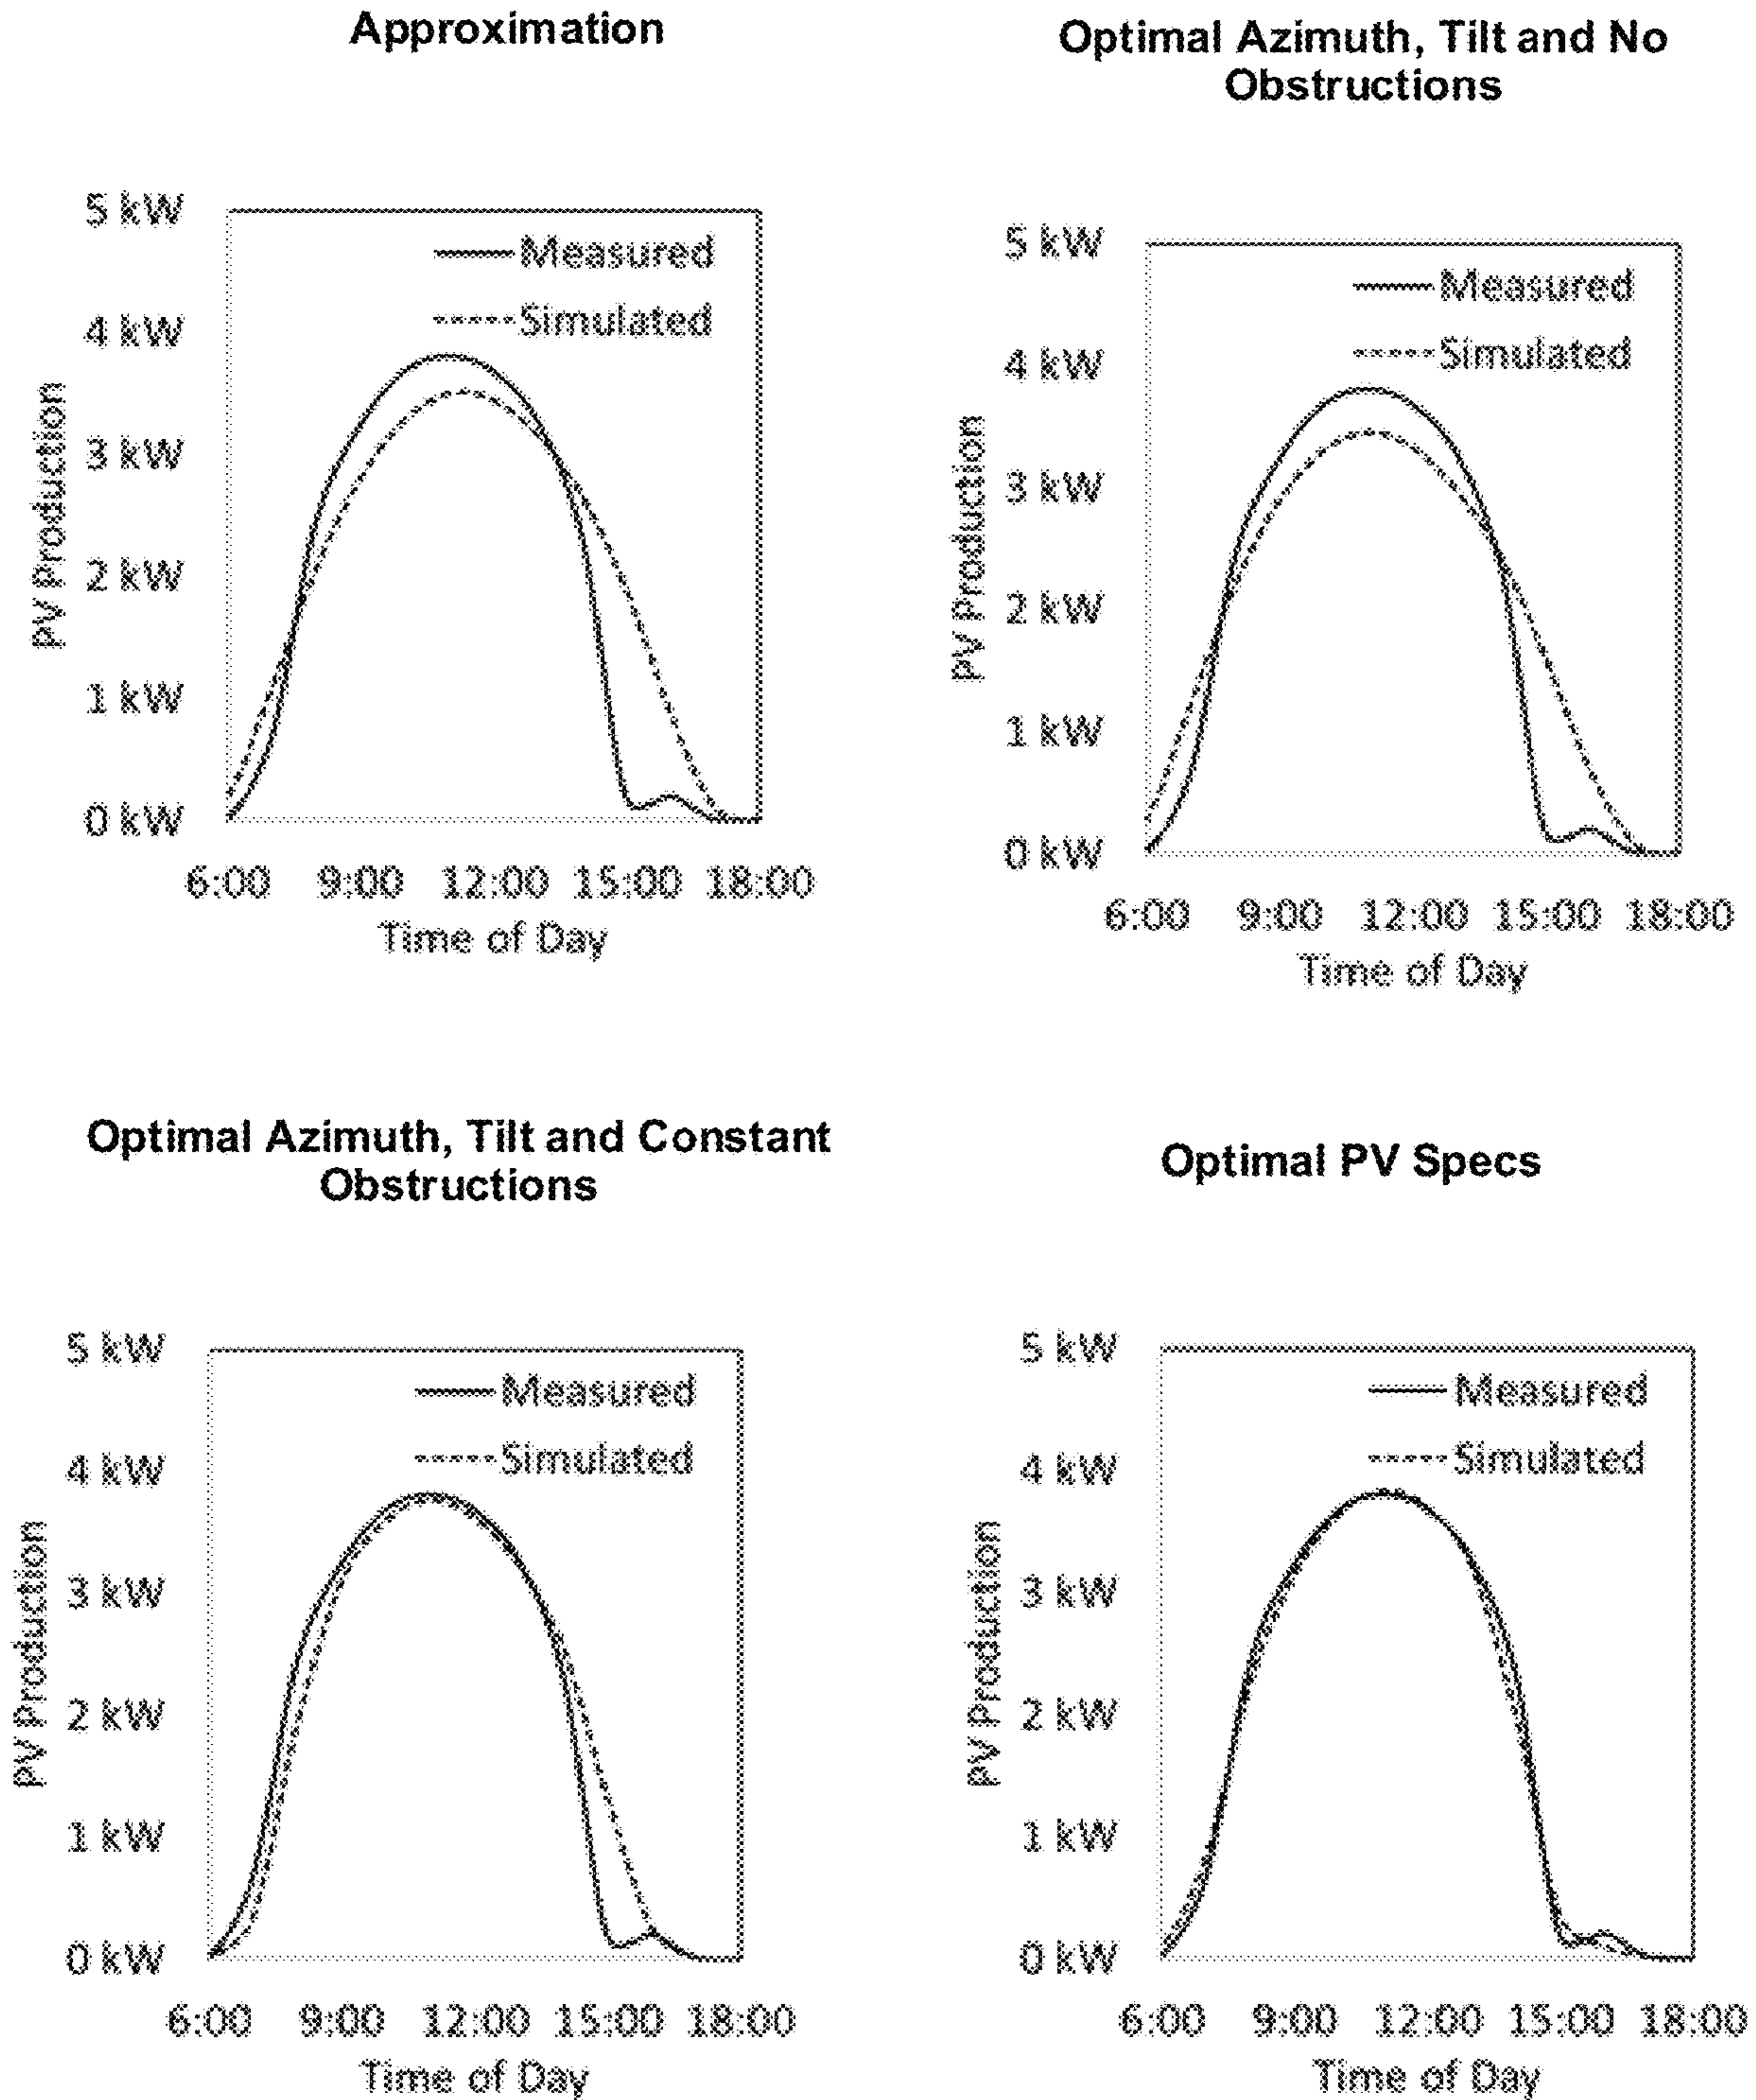 Approximation
5 kW
4 kW
3 kW
2 kW
1 kW
0 kW
PV Production
Measured
Simulated
6:00 9:00 12:00 15:00 18:00
Time of Day
Optimal Azimuth, Tilt and No
Obstructions
5 kW
4 kW
3 kW
2 kW
1 kW
0 kW
PV Production
Measured
Simulated
6:00 9:00 12:00 15:00 18:00
Time of Day
Optimal Azimuth, Tilt and Constant
Obstructions
5 kW
4 kW
3 kW
2 kW
1 kW
0 kW
PV Production
Measured
Simulated
6:00 9:00 12:00 15:00 18:00
Time of Day
Optimal PV Specs
5 kW
4 kW
3 kW
2 kW
1 kW
0 kW
PV Production
Measured
Simulated
6:00 9:00 12:00 15:00 18:00
Time of Day